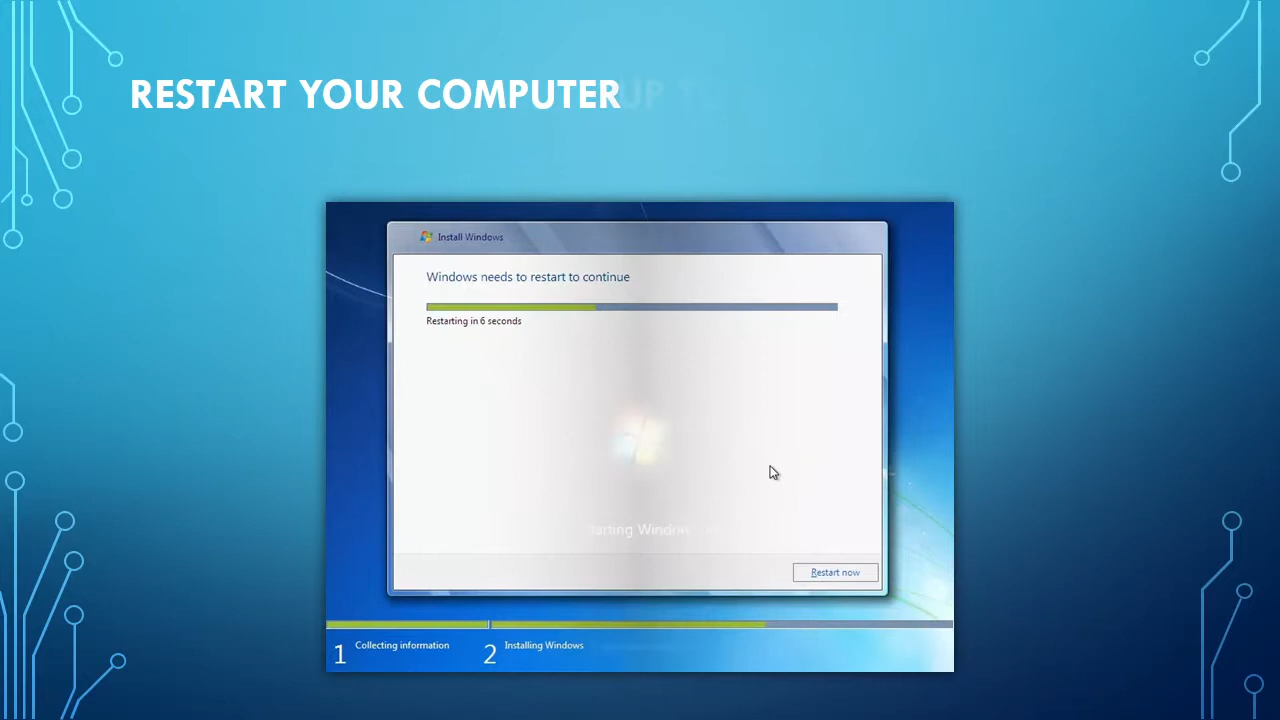 RESTART YOUR COMPUTER UP
Install Windows
Windows needs to restart to continue
Restarting in 6 seconds
Restart now
1 Collecting information 2 Installing Windows